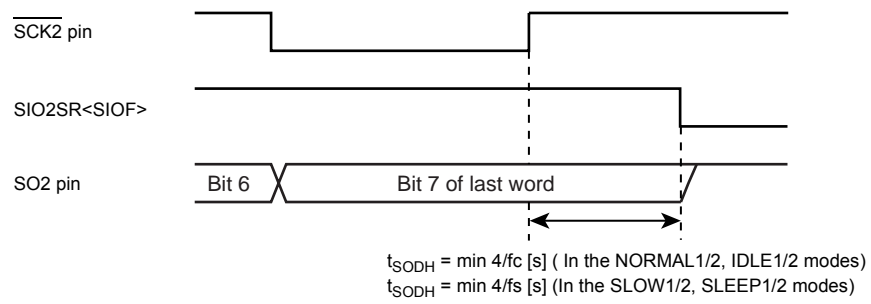 SCK2 pin
SIO2SR<SIOF>
SO2 pin
Bit 6
Bit 7 of last word
tSODH = min 4/fc [s] ( In the NORMAL1/2, IDLE1/2 modes)
tSODH = min 4/fs [s] (In the SLOW1/2, SLEEP1/2 modes)